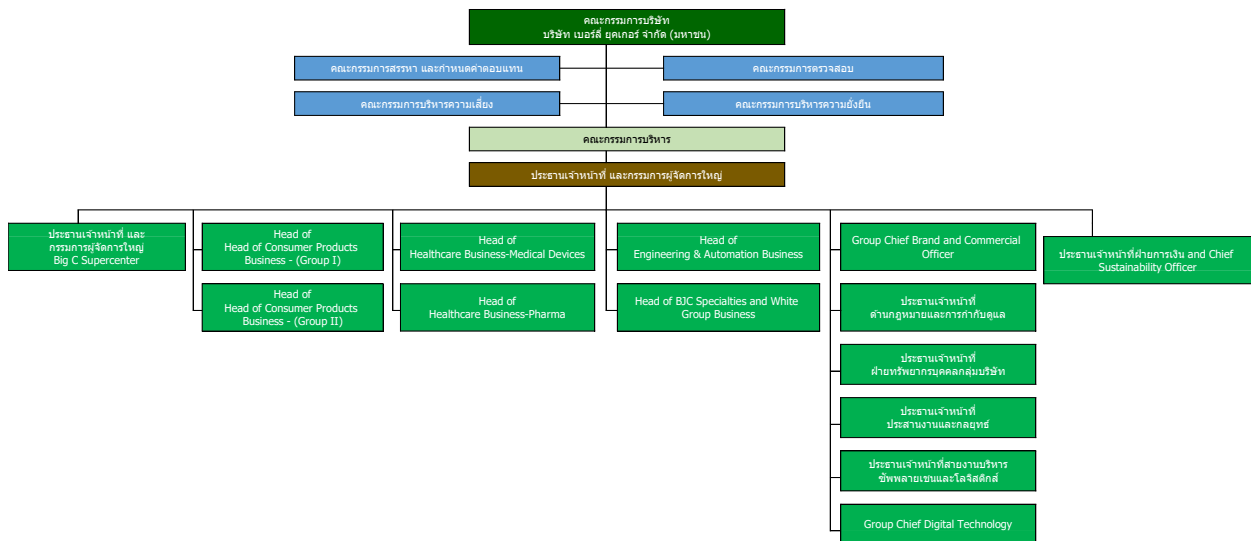 คณะกรรมการบริษัท
บริษัท เบอร์ลี่ ยุคเกอร์ จำกัด (มหาชน)
คณะกรรมการสรรหา และกำหนดค่าตอบแทน
คณะกรรมการตรวจสอบ
คณะกรรมการบริหารความเสี่ยง
คณะกรรมการบริหารความยั่งยืน
คณะกรรมการบริหาร
ประธานเจ้าหน้าที่ และกรรมการผู้จัดการใหญ่
ประธานเจ้าหน้าที่ และ
กรรมการผู้จัดการใหญ่
Big C Supercenter
Head of
Head of Consumer Products
Business - (Group I)
Head of
Healthcare Business-Medical Devices
Head of
Engineering & Automation Business
Group Chief Brand and Commercial
Officer
ประธานเจ้าหน้าที่ฝ่ายการเงิน and Chief
Sustainability Officer
Head of
Head of Consumer Products
Business - (Group II)
Head of
Healthcare Business-Pharma
Head of BJC Specialties and White
Group Business
ประธานเจ้าหน้าที่
ด้านกฎหมายและการกำกับดูแล
ประธานเจ้าหน้าที่
ฝ่ายทรัพยากรบุคคลกลุ่มบริษัท
ประธานเจ้าหน้าที่
ประสานงานและกลยุทธ์
ประธานเจ้าหน้าที่สายงานบริหาร
ซัพพลายเชนและโลจิสติกส์
Group Chief Digital Technology